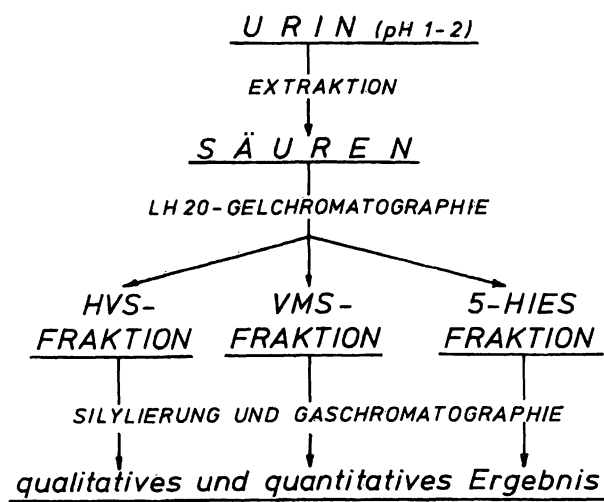 URIN (pH 1-2)
EXTRAKTION
SÄUREN
LH 20-GELCHROMATOGRAPHIE
HVS- VMS- 5-HIES
FRAKTION FRAKTION FRAKTION
SILYLIERUNG UND GASCHROMATOGRAPHIE
qualitatives und quantitatives Ergebnis